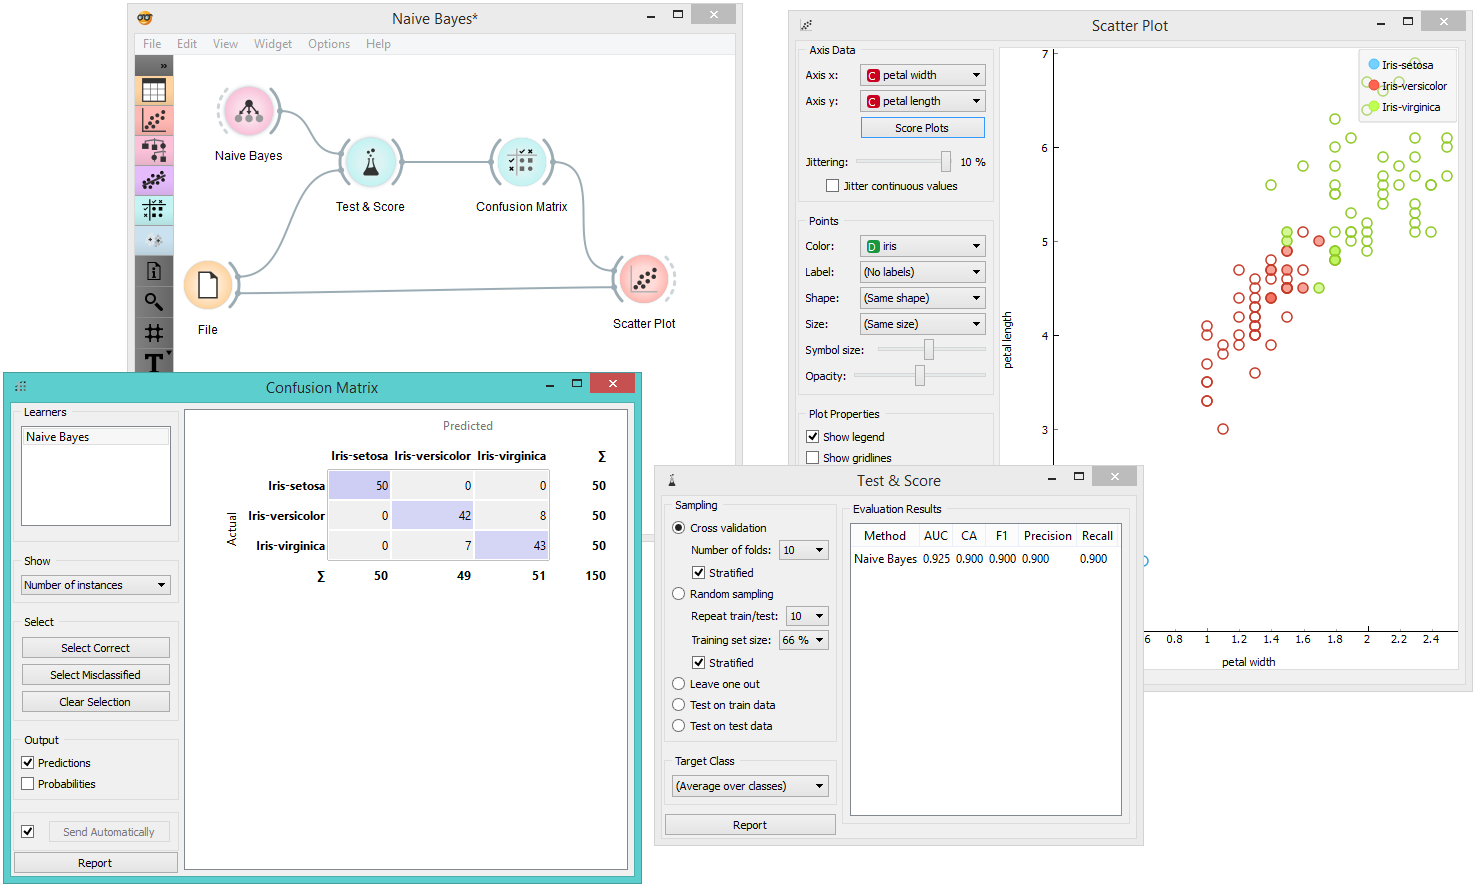 Naive Bayes*
File Edit View Widget Options Help
»
Naive Bayes
Test & Score
Confusion Matrix
File
Scatter Plot
T
Scatter Plot
Axis Data
Axis x: C petal width
Axis y: C petal length
Score Plots
Jittering: 10 %
Jitter continuous values
Points
Color: D iris
Label: (No labels)
Shape: (Same shape)
Size: (Same size)
Symbol size:
Opacity:
Plot Properties
Show legend
Show gridlines
Iris-setosa
Iris-versicolor
Iris-virginica
7
6
5
4
3
petal length
6 0.8 1 1.2 1.4 1.6 1.8 2 2.2 2.4
petal width
Confusion Matrix
Learners
Naive Bayes
Show
Number of instances
Select
Select Correct
Select Misclassified
Clear Selection
Output
Predictions
Probabilities
Send Automatically
Report
Predicted
Iris-setosa Iris-versicolor Iris-virginica Σ
Actual
Iris-setosa 50 0 0 50
Iris-versicolor 0 42 8 50
Iris-virginica 0 7 43 50
Σ 50 49 51 150
Test & Score
Sampling
Cross validation
Number of folds: 10
Stratified
Random sampling
Repeat train/test: 10
Training set size: 66 %
Stratified
Leave one out
Test on train data
Test on test data
Target Class
(Average over classes)
Report
Evaluation Results
Method AUC CA F1 Precision Recall
Naive Bayes 0.925 0.900 0.900 0.900 0.900